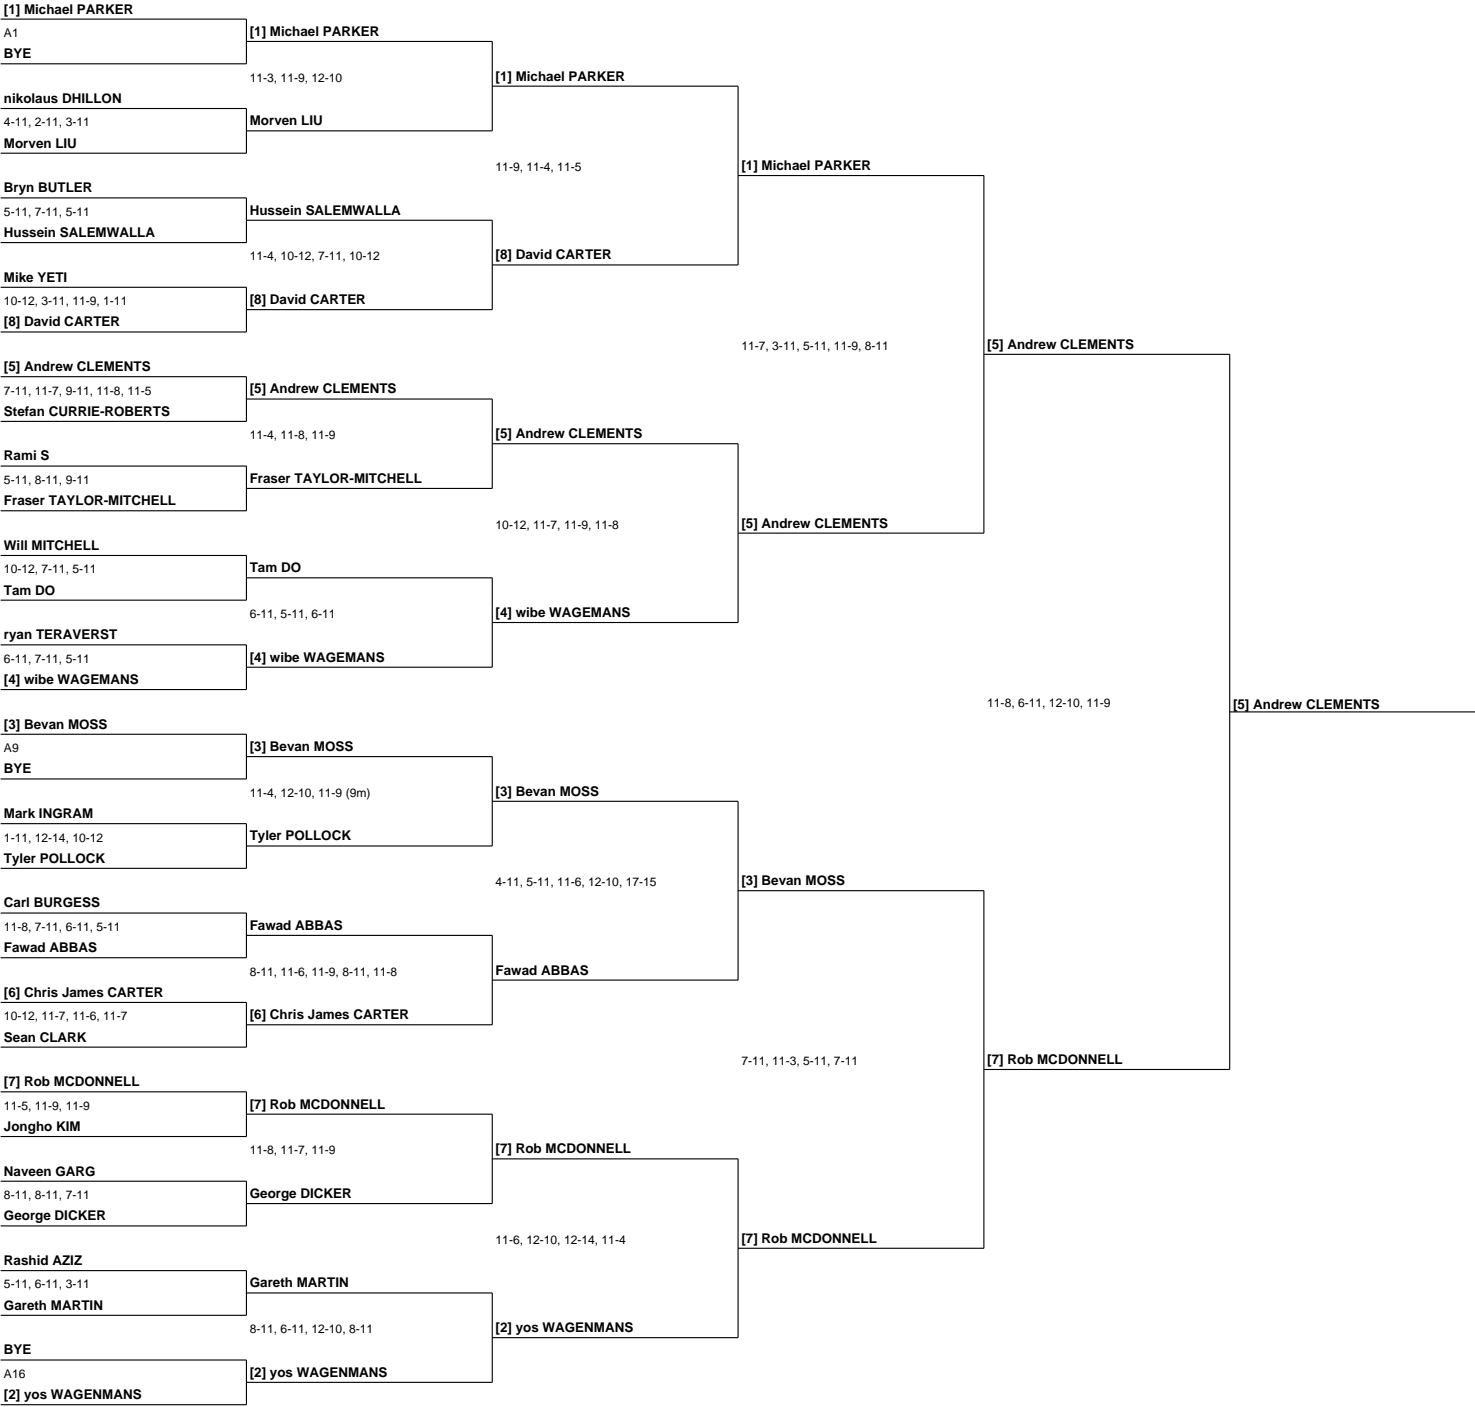 [1] Michael PARKER
A1
BYE
nikolaus DHILLON
4-11, 2-11, 3-11
Morven LIU
Bryn BUTLER
5-11, 7-11, 5-11
Hussein SALEMWALLA
Mike YETI
10-12, 3-11, 11-9, 1-11
[8] David CARTER
[5] Andrew CLEMENTS
7-11, 11-7, 9-11, 11-8, 11-5
Stefan CURRIE-ROBERTS
Rami S
5-11, 8-11, 9-11
Fraser TAYLOR-MITCHELL
Will MITCHELL
10-12, 7-11, 5-11
Tam DO
ryan TERAVERST
6-11, 7-11, 5-11
[4] wibe WAGEMANS
[3] Bevan MOSS
A9
BYE
Mark INGRAM
1-11, 12-14, 10-12
Tyler POLLOCK
Carl BURGESS
11-8, 7-11, 6-11, 5-11
Fawad ABBAS
[6] Chris James CARTER
10-12, 11-7, 11-6, 11-7
Sean CLARK
[7] Rob MCDONNELL
11-5, 11-9, 11-9
Jongho KIM
Naveen GARG
8-11, 8-11, 7-11
George DICKER
Rashid AZIZ
5-11, 6-11, 3-11
Gareth MARTIN
BYE
A16
[2] yos WAGENMANS
[1] Michael PARKER
11-3, 11-9, 12-10
Morven LIU
Hussein SALEMWALLA
11-4, 10-12, 7-11, 10-12
[8] David CARTER
[5] Andrew CLEMENTS
11-4, 11-8, 11-9
Fraser TAYLOR-MITCHELL
Tam DO
6-11, 5-11, 6-11
[4] wibe WAGEMANS
[3] Bevan MOSS
11-4, 12-10, 11-9 (9m)
Tyler POLLOCK
Fawad ABBAS
8-11, 11-6, 11-9, 8-11, 11-8
[6] Chris James CARTER
[7] Rob MCDONNELL
11-8, 11-7, 11-9
George DICKER
Gareth MARTIN
8-11, 6-11, 12-10, 8-11
[2] yos WAGENMANS
[1] Michael PARKER
11-9, 11-4, 11-5
[8] David CARTER
[5] Andrew CLEMENTS
10-12, 11-7, 11-9, 11-8
[4] wibe WAGEMANS
[3] Bevan MOSS
4-11, 5-11, 11-6, 12-10, 17-15
Fawad ABBAS
[7] Rob MCDONNELL
11-6, 12-10, 12-14, 11-4
[2] yos WAGENMANS
[1] Michael PARKER
11-7, 3-11, 5-11, 11-9, 8-11
[5] Andrew CLEMENTS
[3] Bevan MOSS
7-11, 11-3, 5-11, 7-11
[7] Rob MCDONNELL
[5] Andrew CLEMENTS
11-8, 6-11, 12-10, 11-9
[7] Rob MCDONNELL
[5] Andrew CLEMENTS